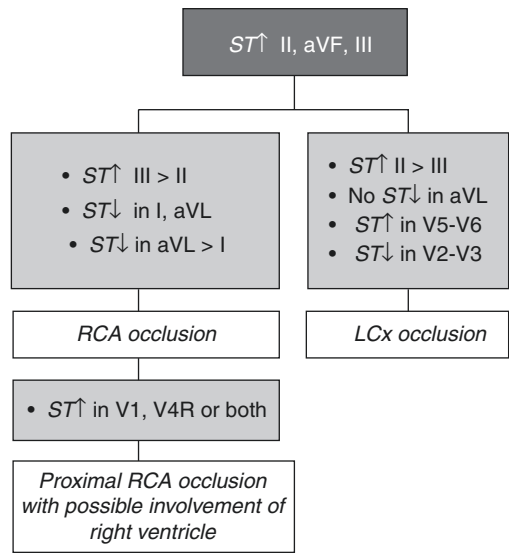 ST↑ II, aVF, III
• ST↑ III > II
• ST↓ in I, aVL
• ST↓ in aVL > I
RCA occlusion
• ST↑ in V1, V4R or both
Proximal RCA occlusion
with possible involvement of
right ventricle
• ST↑ II > III
• No ST↓ in aVL
• ST↑ in V5-V6
• ST↓ in V2-V3
LCx occlusion